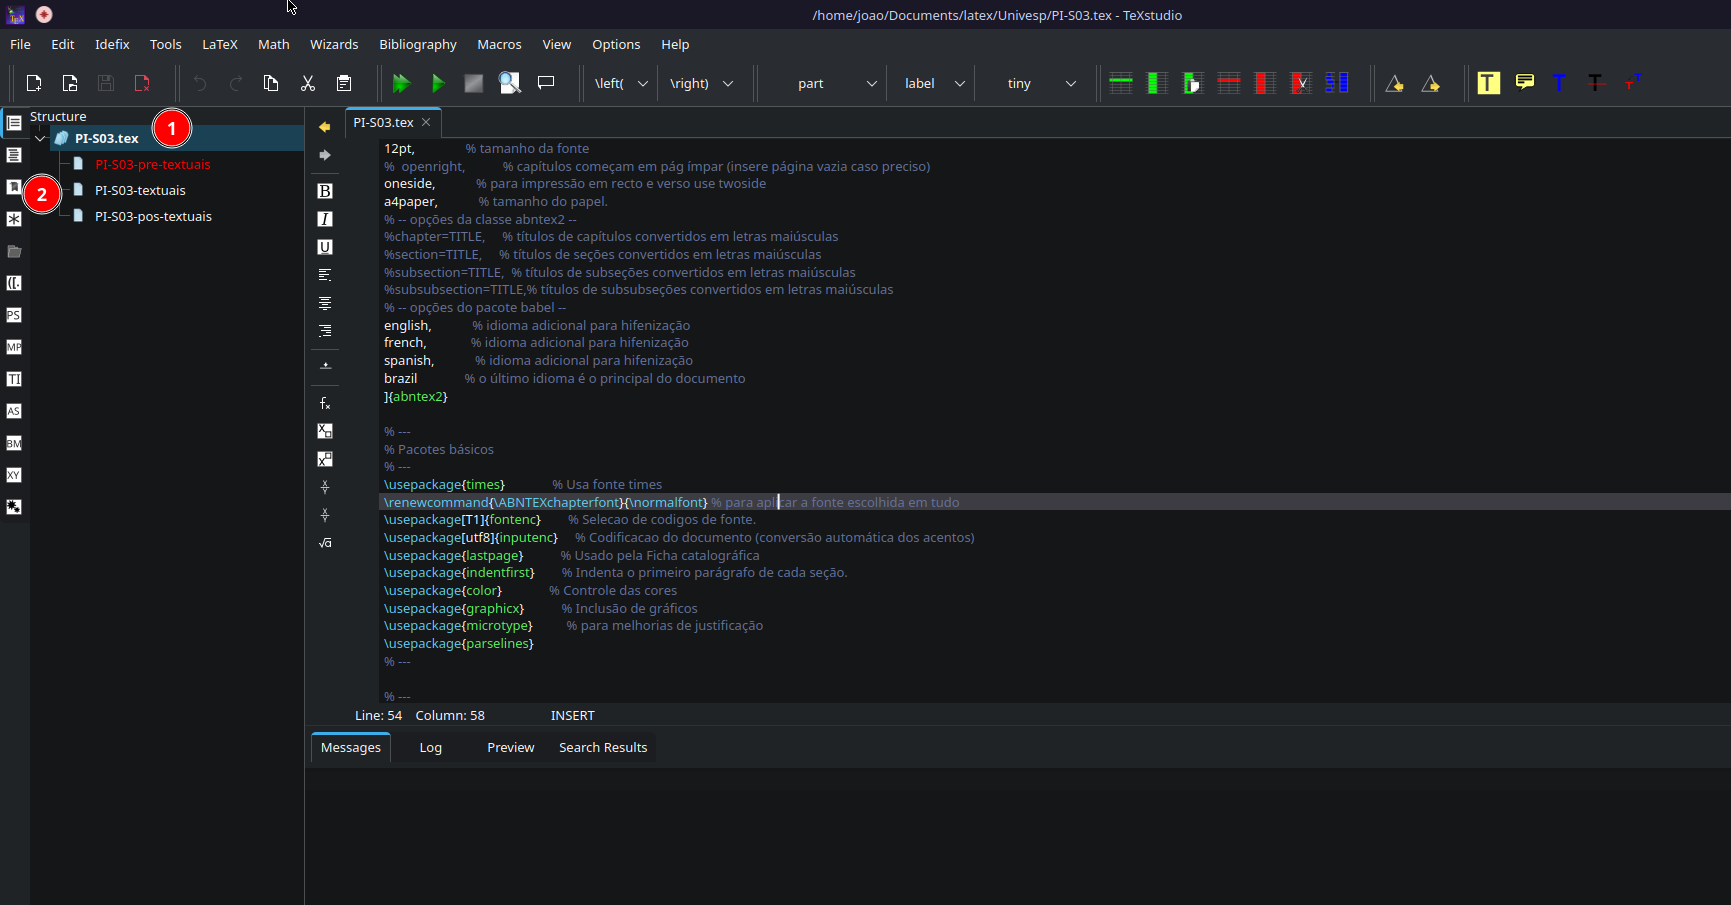 /home/joao/Documents/latex/Univesp/PI-S03.tex - TeXstudio
File Edit Idefix Tools LaTeX Math Wizards Bibliography Macros View Options Help
\left( \right) part label tiny
Structure
PI-S03.tex
1
PI-S03-pre-textuais
2
PI-S03-textuais
PI-S03-pos-textuais
PS
MP
TI
AS
BM
XY
PI-S03.tex
12pt, % tamanho da fonte
% openright, % capítulos começam em pág ímpar (insere página vazia caso preciso)
oneside, % para impressão em recto e verso use twoside
a4paper, % tamanho do papel.
% -- opções da classe abntex2 --
%chapter=TITLE, % títulos de capítulos convertidos em letras maiúsculas
%section=TITLE, % títulos de seções convertidos em letras maiúsculas
%subsection=TITLE, % títulos de subseções convertidos em letras maiúsculas
%subsubsection=TITLE,% títulos de subsubseções convertidos em letras maiúsculas
% -- opções do pacote babel --
english, % idioma adicional para hifenização
french, % idioma adicional para hifenização
spanish, % idioma adicional para hifenização
brazil % o último idioma é o principal do documento
]{abntex2}
% ---
% Pacotes básicos
% ---
\usepackage{times} % Usa fonte times
\renewcommand{\ABNTEXchapterfont}{\normalfont} % para aplicar a fonte escolhida em tudo
\usepackage[T1]{fontenc} % Selecao de codigos de fonte.
\usepackage[utf8]{inputenc} % Codificacao do documento (conversão automática dos acentos)
\usepackage{lastpage} % Usado pela Ficha catalográfica
\usepackage{indentfirst} % Indenta o primeiro parágrafo de cada seção.
\usepackage{color} % Controle das cores
\usepackage{graphicx} % Inclusão de gráficos
\usepackage{microtype} % para melhorias de justificação
\usepackage{parselines}
% ---
% ---
Line: 54 Column: 58 INSERT
Messages Log Preview Search Results